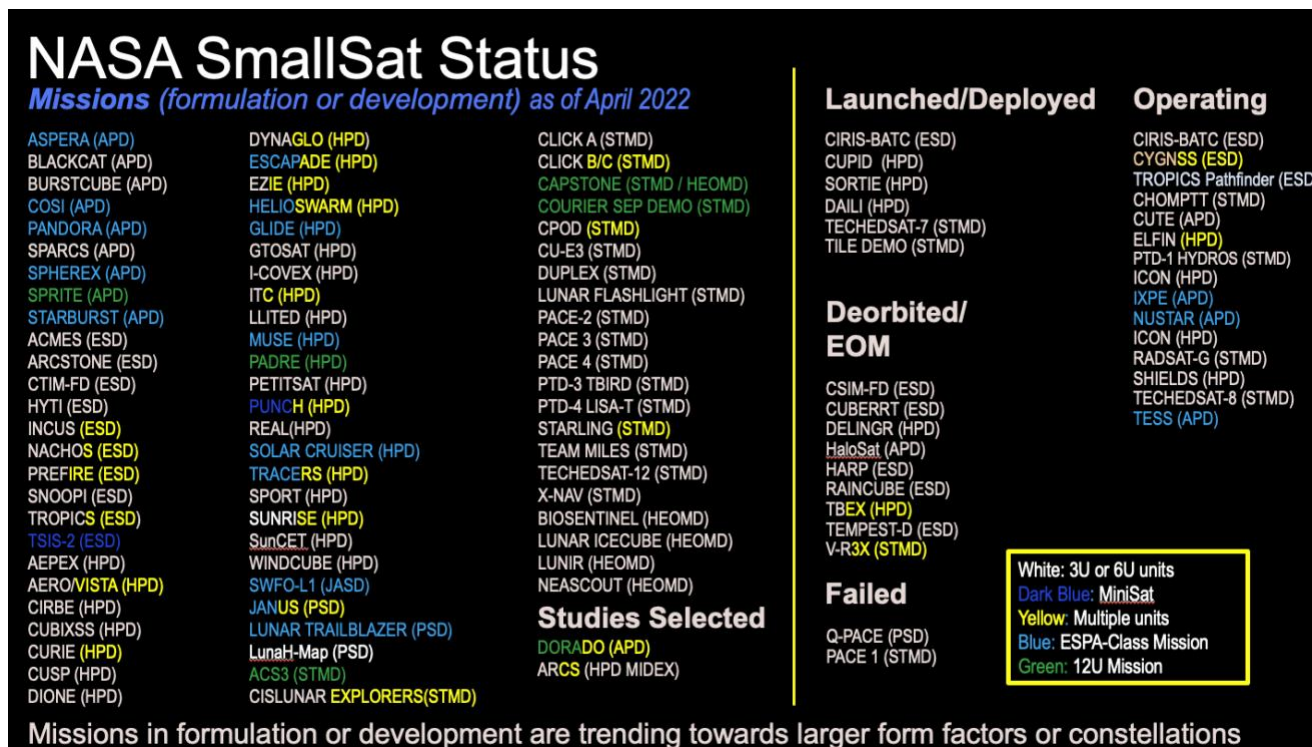 NASA SmallSat Status
Missions (formulation or development) as of April 2022
ASPERA (APD)
BLACKCAT (APD)
BURSTCUBE (APD)
COSI (APD)
PANDORA (APD)
SPARCS (APD)
SPHEREX (APD)
SPRITE (APD)
STARBURST (APD)
ACMES (ESD)
ARCSTONE (ESD)
CTIM-FD (ESD)
HYTI (ESD)
INCUS (ESD)
NACHOS (ESD)
PREFIRE (ESD)
SNOOPI (ESD)
TROPICS (ESD)
TSIS-2 (ESD)
AEPEX (HPD)
AERO/VISTA (HPD)
CIRBE (HPD)
CUBIXSS (HPD)
CURIE (HPD)
CUSP (HPD)
DIONE (HPD)
DYNAGLO (HPD)
ESCAPADE (HPD)
EZIE (HPD)
HELIOSWARM (HPD)
GLIDE (HPD)
GTOSAT (HPD)
I-COVEX (HPD)
ITC (HPD)
LLITED (HPD)
MUSE (HPD)
PADRE (HPD)
PETITSAT (HPD)
PUNCH (HPD)
REAL(HPD)
SOLAR CRUISER (HPD)
TRACERS (HPD)
SPORT (HPD)
SUNRISE (HPD)
SunCET (HPD)
WINDCUBE (HPD)
SWFO-L1 (JASD)
JANUS (PSD)
LUNAR TRAILBLAZER (PSD)
LunaH-Map (PSD)
ACS3 (STMD)
CISLUNAR EXPLORERS(STMD)
CLICK A (STMD)
CLICK B/C (STMD)
CAPSTONE (STMD / HEOMD)
COURIER SEP DEMO (STMD)
CPOD (STMD)
CU-E3 (STMD)
DUPLEX (STMD)
LUNAR FLASHLIGHT (STMD)
PACE-2 (STMD)
PACE 3 (STMD)
PACE 4 (STMD)
PTD-3 TBIRD (STMD)
PTD-4 LISA-T (STMD)
STARLING (STMD)
TEAM MILES (STMD)
TECHEDSAT-12 (STMD)
X-NAV (STMD)
BIOSENTINEL (HEOMD)
LUNAR ICECUBE (HEOMD)
LUNIR (HEOMD)
NEASCOUT (HEOMD)
Studies Selected
DORADO (APD)
ARCS (HPD MIDEX)
Launched/Deployed
CIRIS-BATC (ESD)
CUPID (HPD)
SORTIE (HPD)
DAILI (HPD)
TECHEDSAT-7 (STMD)
TILE DEMO (STMD)
Deorbited/
EOM
CSIM-FD (ESD)
CUBERRT (ESD)
DELINGR (HPD)
HaloSat (APD)
HARP (ESD)
RAINCUBE (ESD)
TBEX (HPD)
TEMPEST-D (ESD)
V-R3X (STMD)
Failed
Q-PACE (PSD)
PACE 1 (STMD)
Operating
CIRIS-BATC (ESD)
CYGNSS (ESD)
TROPICS Pathfinder (ESD
CHOMPTT (STMD)
CUTE (APD)
ELFIN (HPD)
PTD-1 HYDROS (STMD)
ICON (HPD)
IXPE (APD)
NUSTAR (APD)
ICON (HPD)
RADSAT-G (STMD)
SHIELDS (HPD)
TECHEDSAT-8 (STMD)
TESS (APD)
White: 3U or 6U units
Dark Blue: MiniSat
Yellow: Multiple units
Blue: ESPA-Class Mission
Green: 12U Mission
Missions in formulation or development are trending towards larger form factors or constellations